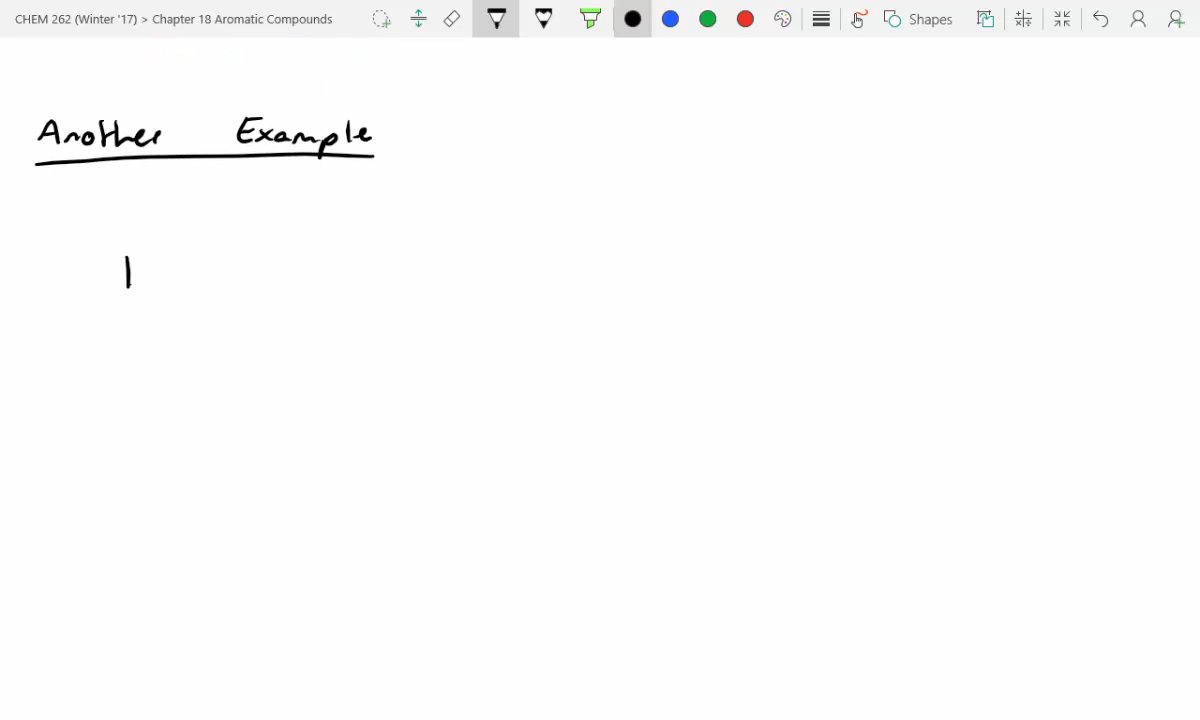 CHEM 262 (Winter '17) > Chapter 18 Aromatic Compounds
Shapes
Another Example